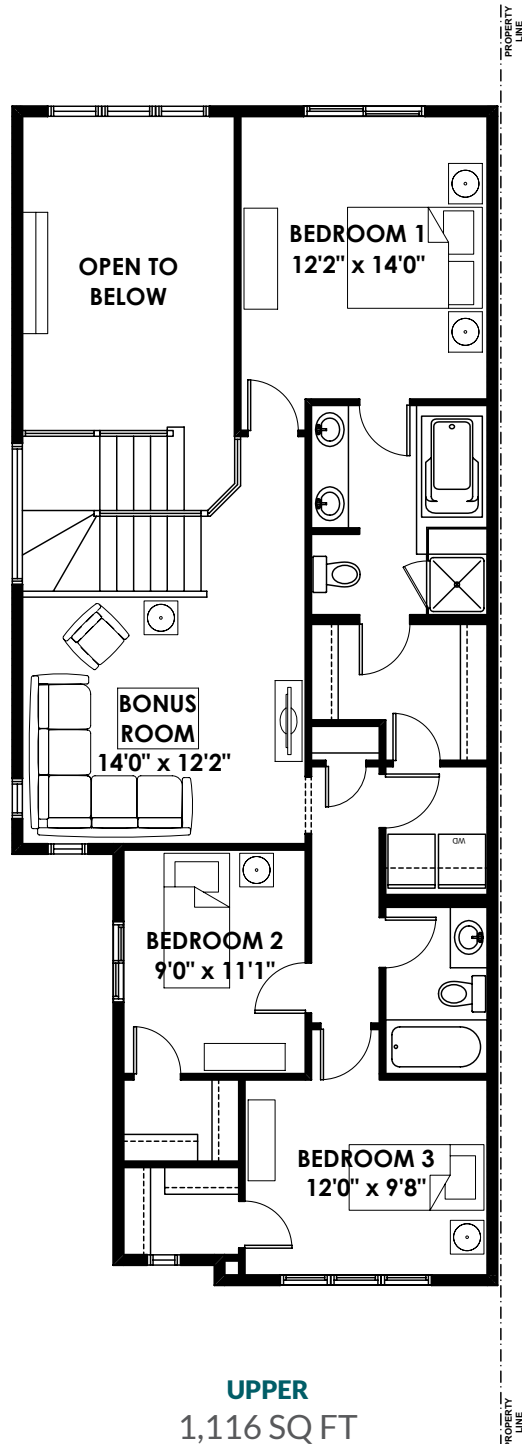 PROPERTY
LINE
OPEN TO
BELOW
BEDROOM 1
12'2" x 14'0"
BONUS
ROOM
14'0" x 12'2"
WD
BEDROOM 2
9'0" x 11'1"
BEDROOM 3
12'0" x 9'8"
UPPER
1,116 SQ FT
PROPERTY
LINE